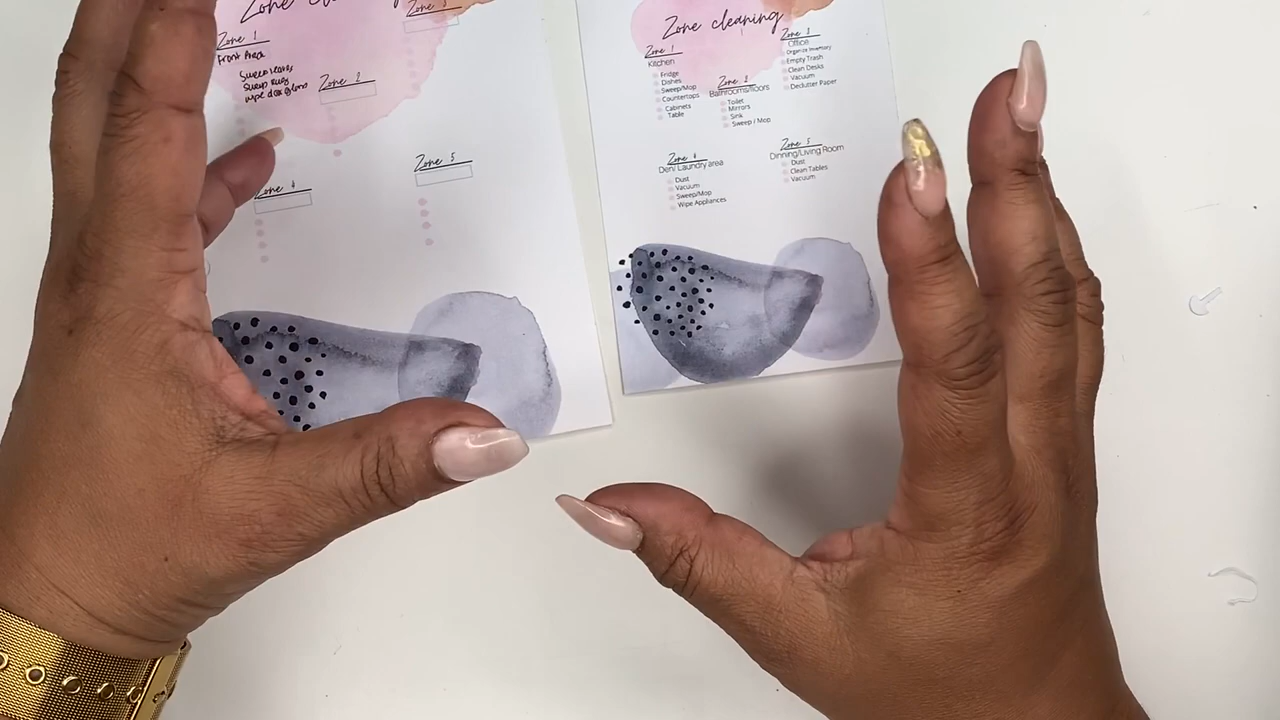 Zone 3
Zone 1
Front Area
Sweep leaves
Sweep Rugs
wipe door glass
Zone 2
Zone 4
Zone 5
Zone cleaning
Zone 1
Kitchen
Fridge
Dishes
Sweep/Mop
Countertops
Cabinets
Table
Zone 2
Bathrooms/floors
Toilet
Mirrors
Sink
Sweep / Mop
Zone 3
Office
Organize Inventory
Empty Trash
Clean Desks
Vacuum
Declutter Paper
Zone 4
Den/ Laundry area
Dust
Vacuum
Sweep/Mop
Wipe Appliances
Zone 5
Dinning/Living Room
Dust
Clean Tables
Vacuum